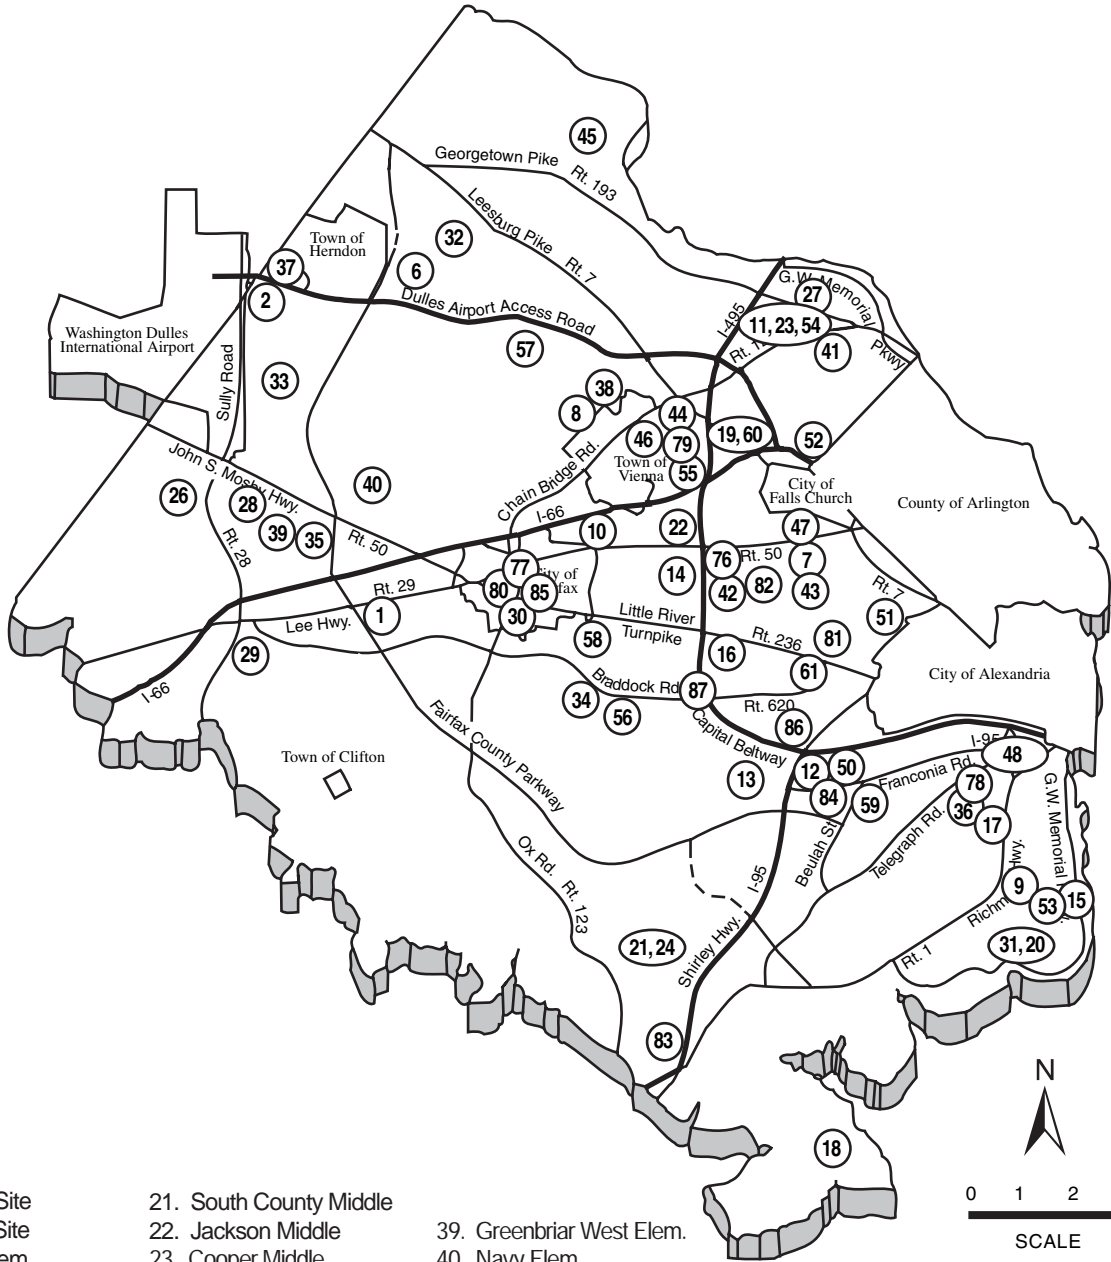 45
Georgetown Pike
Rt. 193
Leesburg Pike
Rt. 7
Town of
Herndon
32
6
37
2
G.W. Memorial
Pkwy
27
I-495
11, 23, 54
41
Dulles Airport Access Road
57
Washington Dulles
International Airport
Sully Road
33
38
8
44
46
79
55
19, 60
52
Town of
Vienna
Chain Bridge Rd.
City of
Falls Church
County of Arlington
John S. Mosby Hwy.
26
28
40
39
35
Rt. 50
Rt. 28
I-66
10
22
47
76
Rt. 50
7
77
14
82
42
43
80
85
30
Rt. 29
Lee Hwy.
1
Little River
Turnpike
Rt. 236
58
16
81
51
Rt. 7
61
29
I-66
City of Alexandria
Braddock Rd
87
34
56
Rt. 620
86
Capital Beltway
Fairfax County Parkway
Town of Clifton
13
12
50
84
59
Franconia Rd.
48
78
36
17
Telegraph Rd.
Beulah St.
G.W. Memorial
Ox Rd.
Rt. 123
I-95
Shirley Hwy.
21, 24
9
53
15
31, 20
Rt. 1
83
18
N
0 1 2
SCALE
Site
Site
21. South County Middle
22. Jackson Middle
23. Cooper Middle
39. Greenbriar West Elem.
40. Navy Elem.